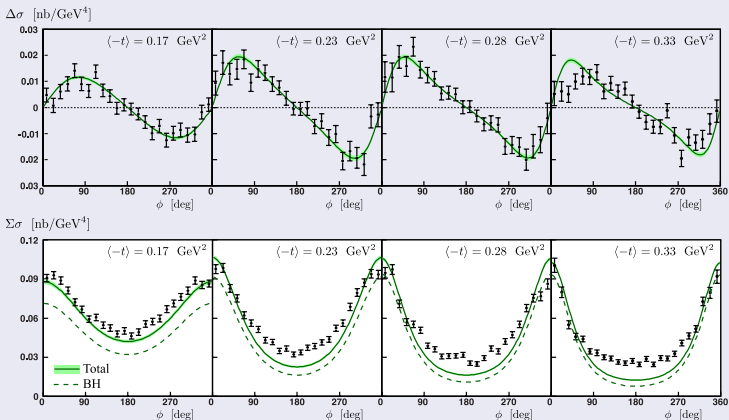 Δσ [nb/GeV⁴]
⟨−t⟩ = 0.17 GeV² ⟨−t⟩ = 0.23 GeV² ⟨−t⟩ = 0.28 GeV² ⟨−t⟩ = 0.33 GeV²
0.03
0.02
0.01
0
-0.01
-0.02
0.03
0 90 180 270 0 90 180 270 0 90 180 270 0 90 180 270 360
ϕ [deg] ϕ [deg] ϕ [deg] ϕ [deg]
Σσ [nb/GeV⁴]
⟨−t⟩ = 0.17 GeV² ⟨−t⟩ = 0.23 GeV² ⟨−t⟩ = 0.28 GeV² ⟨−t⟩ = 0.33 GeV²
0.12
0.09
0.06
0.03
0
Total
BH
0 90 180 270 0 90 180 270 0 90 180 270 0 90 180 270 360
ϕ [deg] ϕ [deg] ϕ [deg] ϕ [deg]